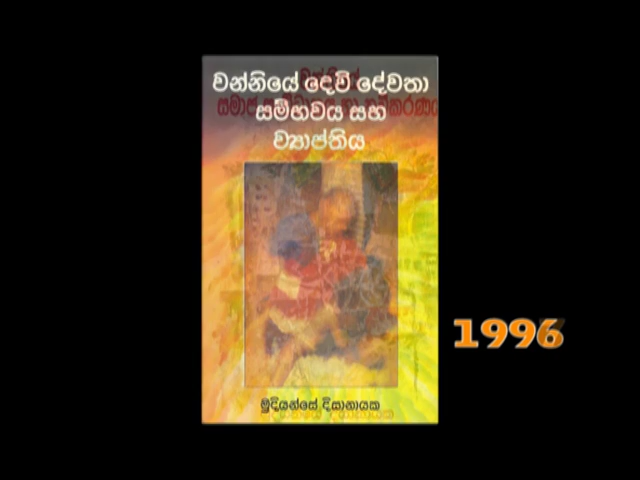 වන්නියේ දෙවි දේවතා
සම්භවය සහ
ව්‍යාප්තිය
1996
මුදියන්සේ දිසානායක